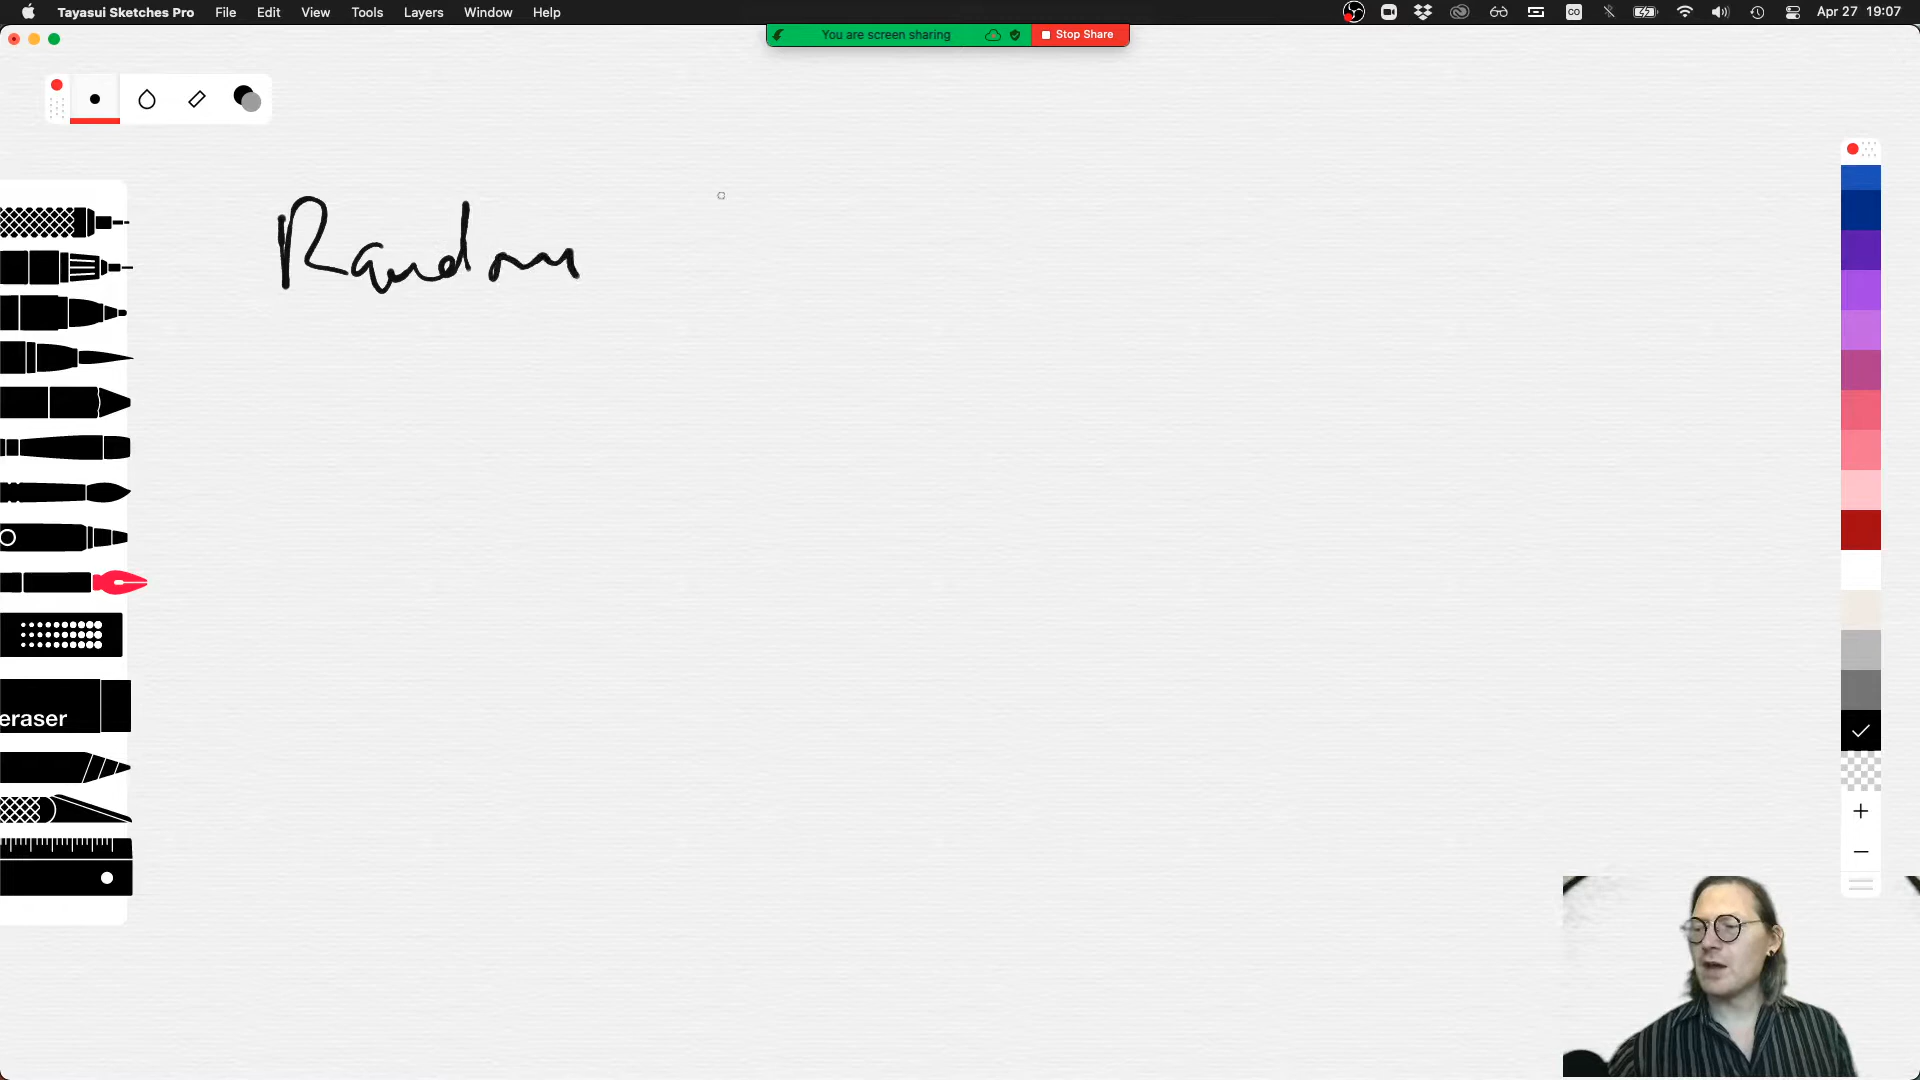 Tayasui Sketches Pro File Edit View Tools Layers Window Help CO Apr 27 19:07
You are screen sharing Stop Share
Random
eraser